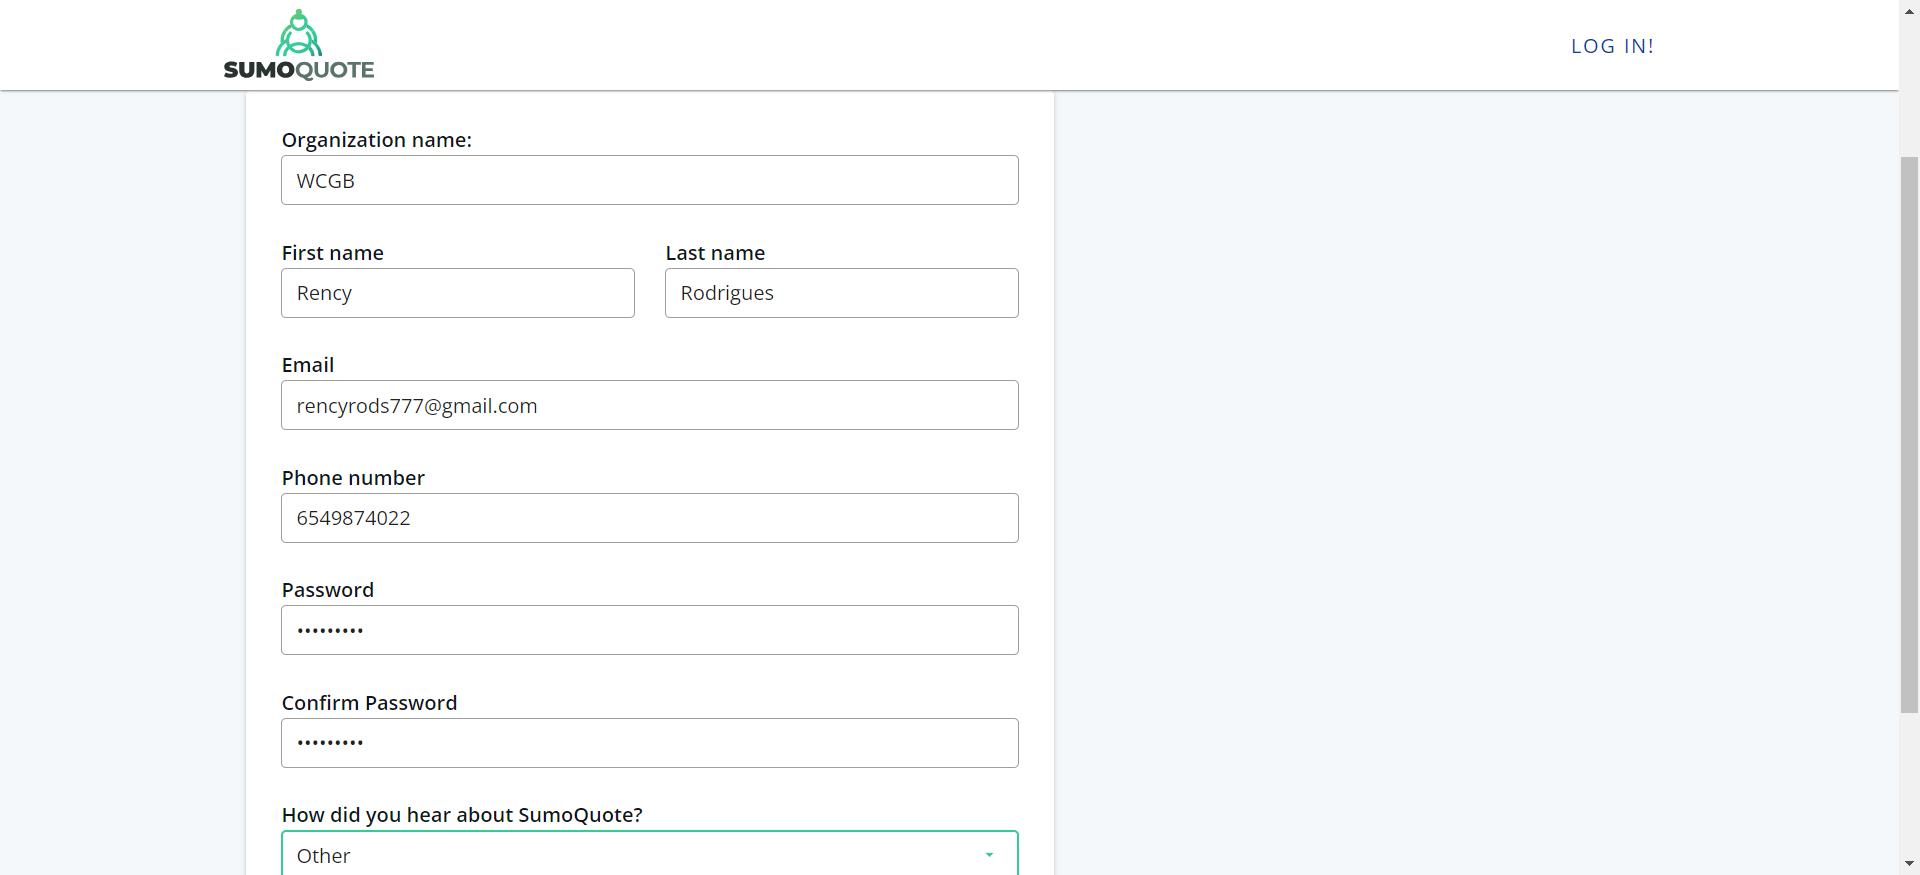 SUMOQUOTE
LOG IN!
Organization name:
WCGB
First name
Last name
Rency
Rodrigues
Email
rencyrods777@gmail.com
Phone number
6549874022
Password
•••••••••
Confirm Password
•••••••••
How did you hear about SumoQuote?
Other